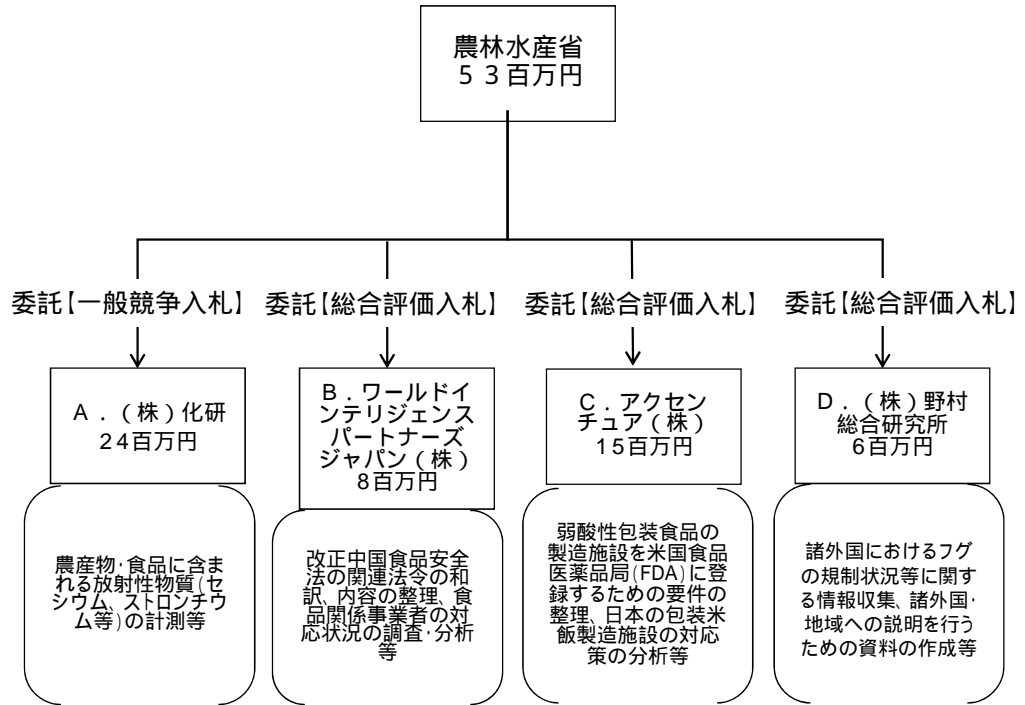 農林水産省
５３百万円
委託【一般競争入札】
委託【総合評価入札】
委託【総合評価入札】
委託【総合評価入札】
Ａ．（株）化研
24百万円
Ｂ．ワールドイ
ンテリジェンス
パートナーズ
ジャパン（株）
8百万円
Ｃ．アクセン
チュア（株）
15百万円
Ｄ．（株）野村
総合研究所
6百万円
農産物・食品に含ま
れる放射性物質(セ
シウム、ストロンチウ
ム等)の計測等
改正中国食品安全
法の関連法令の和
訳、内容の整理、食
品関係事業者の対
応状況の調査・分析
等
弱酸性包装食品の
製造施設を米国食品
医薬品局(FDA)に登
録するための要件の
整理、日本の包装米
飯製造施設の対応
策の分析等
諸外国におけるフグ
の規制状況等に関す
る情報収集、諸外国・
地域への説明を行う
ための資料の作成等